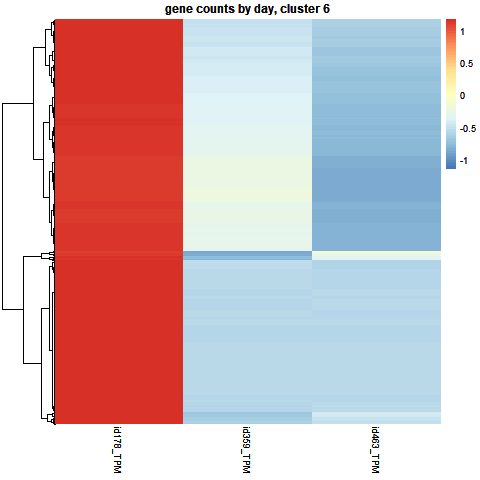 gene counts by day, cluster 6
1
0.5
0
-0.5
-1
id178_TPM
id359_TPM
id463_TPM